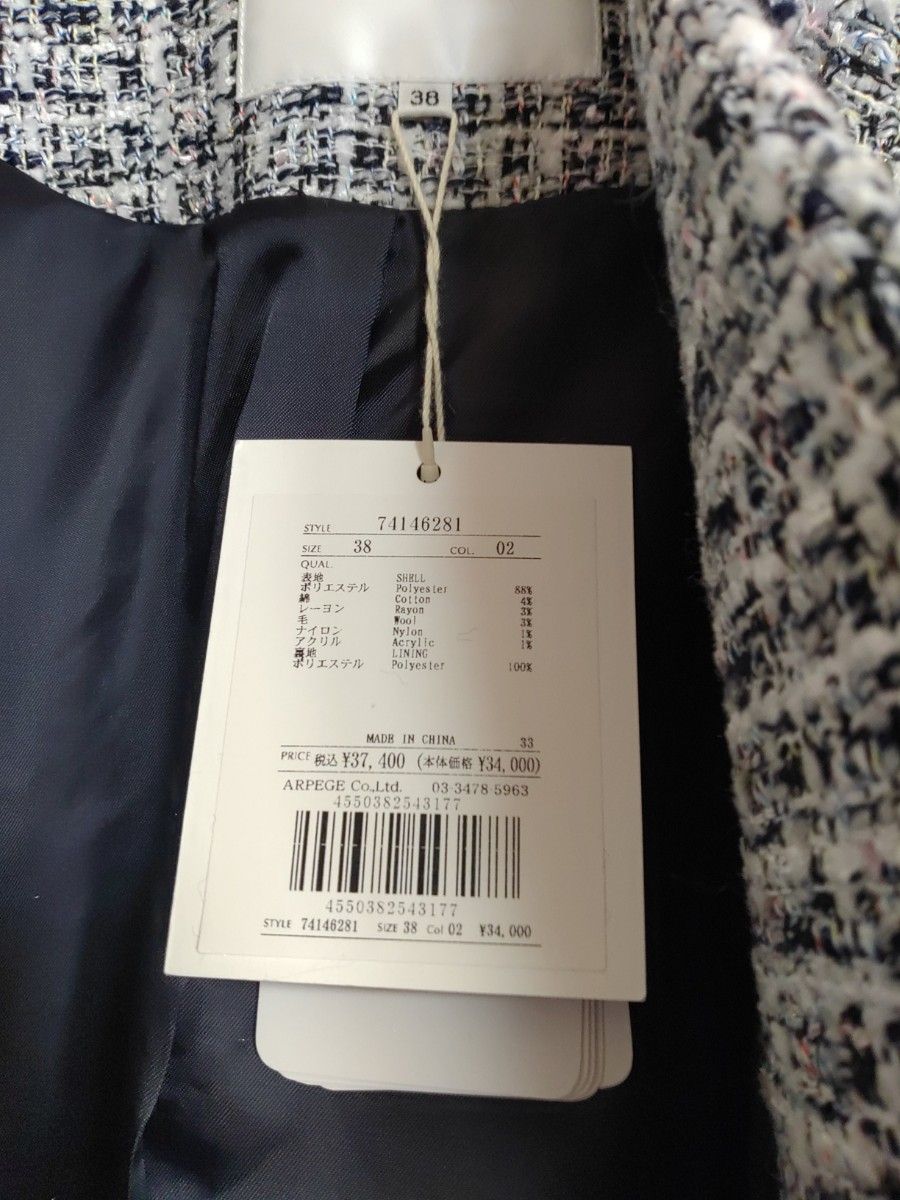 38
STYLE 74146281
SIZE 38 COL. 02
QUAL.
表地 SHELL
ポリエステル Polyester 88%
綿 Cotton 4%
レーヨン Rayon 3%
毛 Wool 3%
ナイロン Nylon 1%
アクリル Acrylic 1%
裏地 LINING
ポリエステル Polyester 100%
MADE IN CHINA 33
PRICE 税込 ¥37,400 (本体価格 ¥34,000)
ARPEGE Co.,Ltd. 03-3478-5963
4550382543177
4550382543177
STYLE 74146281 SIZE 38 Col 02 ¥34,000